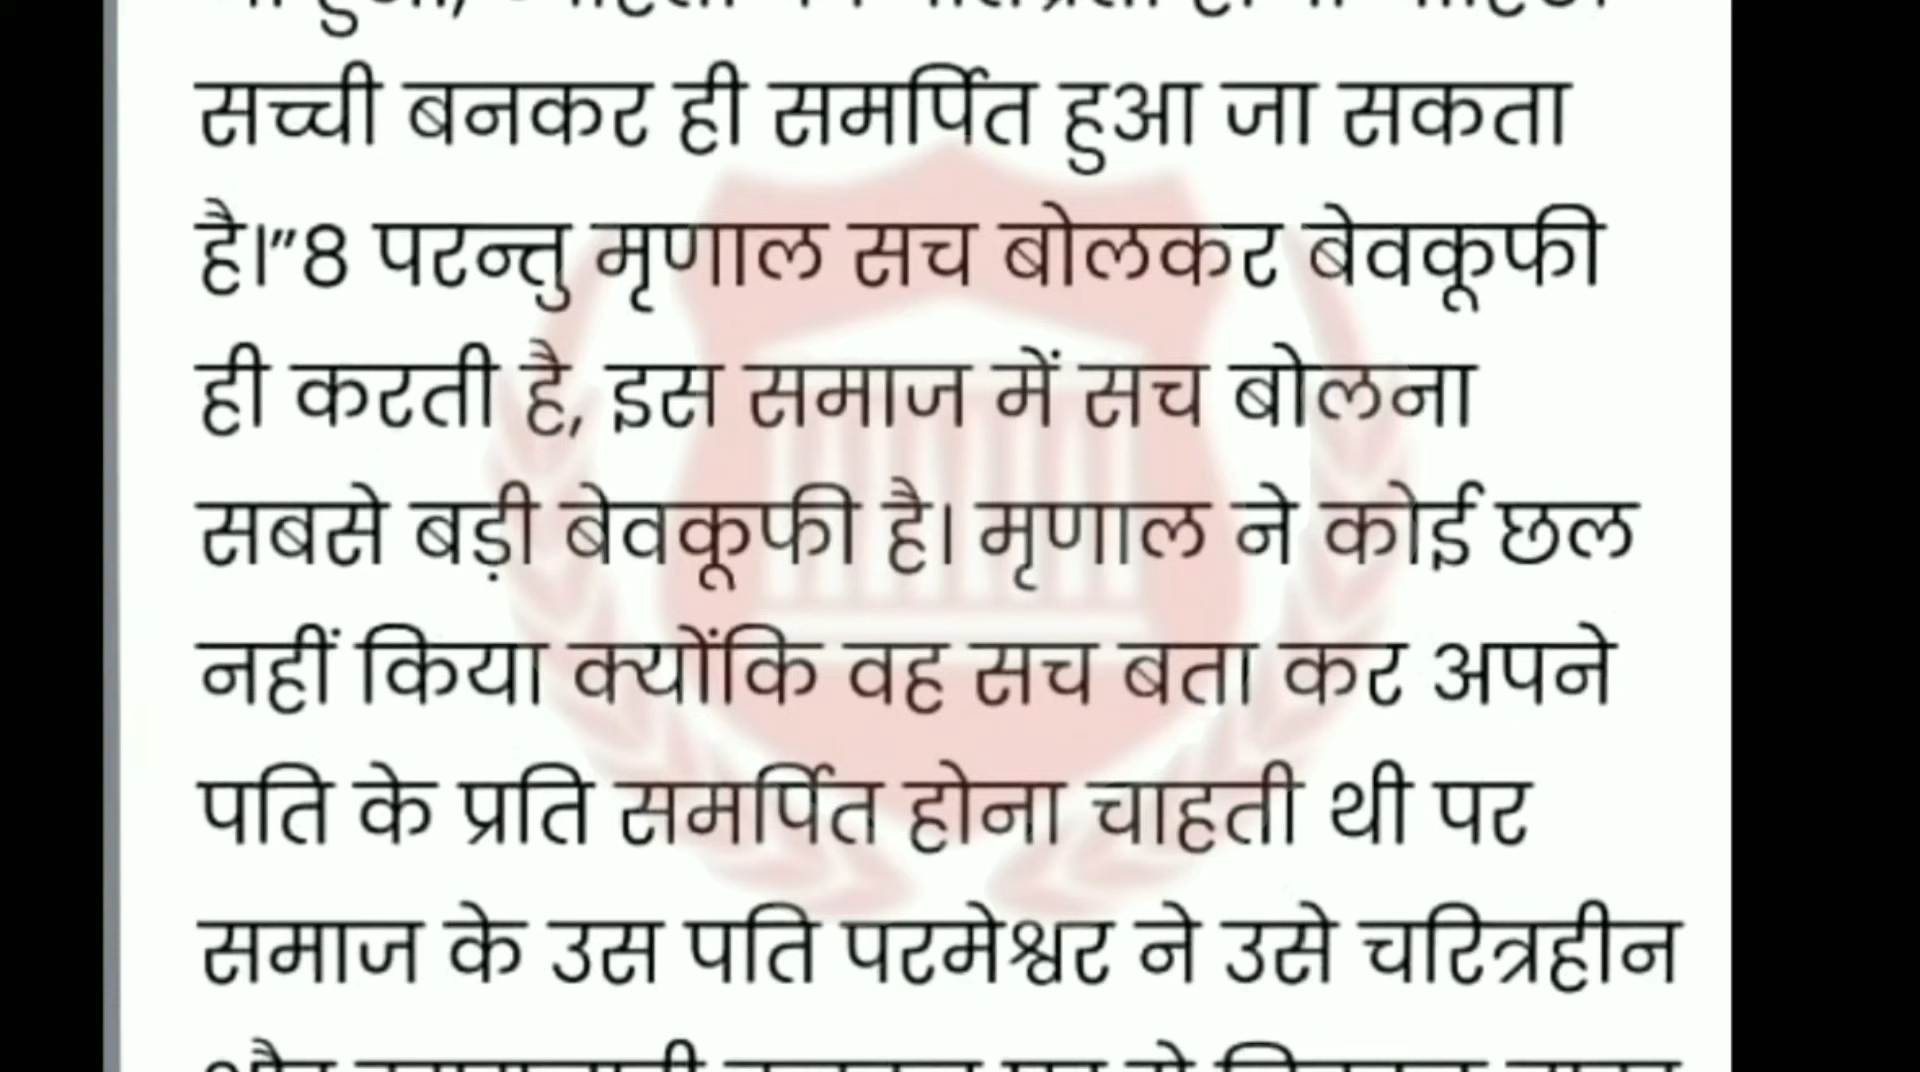 सच्ची बनकर ही समर्पित हुआ जा सकता
है।”8 परन्तु मृणाल सच बोलकर बेवकूफी
ही करती है, इस समाज में सच बोलना
सबसे बड़ी बेवकूफी है। मृणाल ने कोई छल
नहीं किया क्योंकि वह सच बता कर अपने
पति के प्रति समर्पित होना चाहती थी पर
समाज के उस पति परमेश्वर ने उसे चरित्रहीन